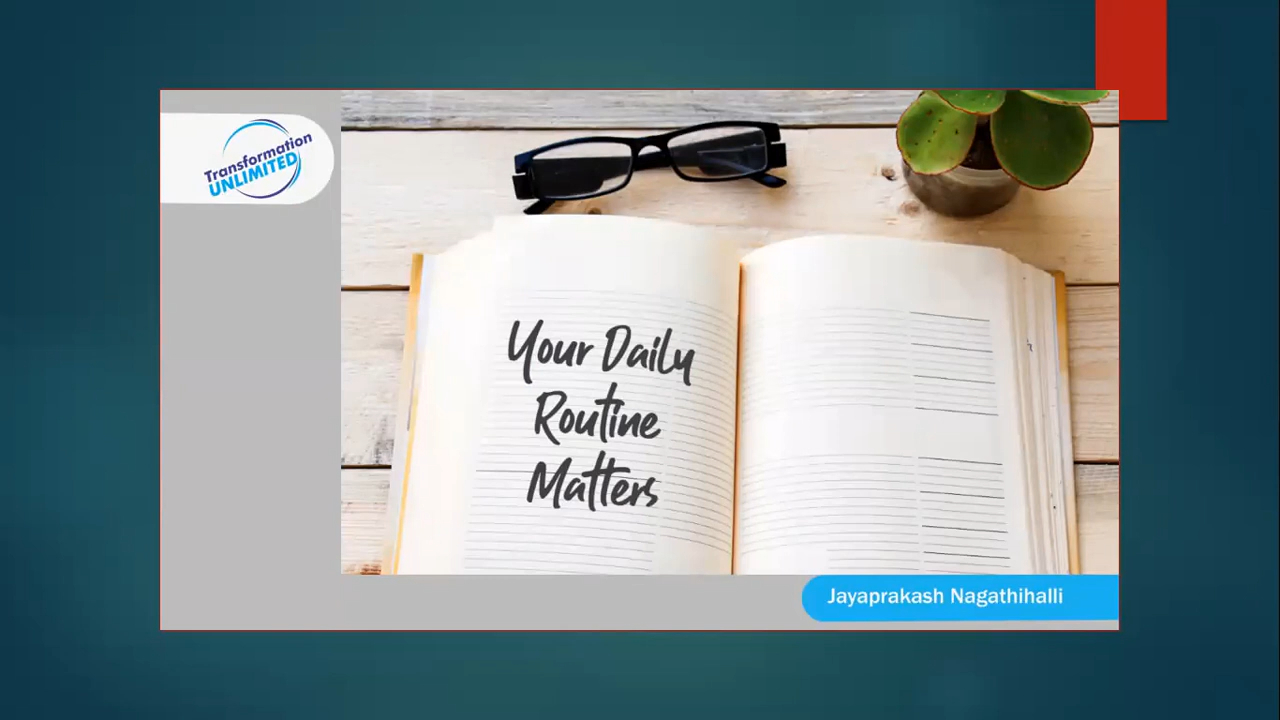 Transformation
UNLIMITED
Your Daily
Routine
Matters
Jayaprakash Nagathihalli